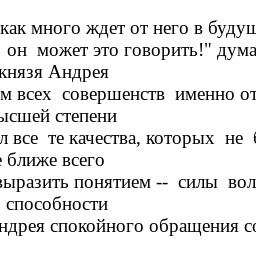 как много ждет от него в будущ
он может это говорить!" дума
князя Андрея
м всех совершенств именно от
ысшей степени
л все те качества, которых не
ближе всего
выразить понятием -- силы вол
способности
ндрея спокойного обращения со